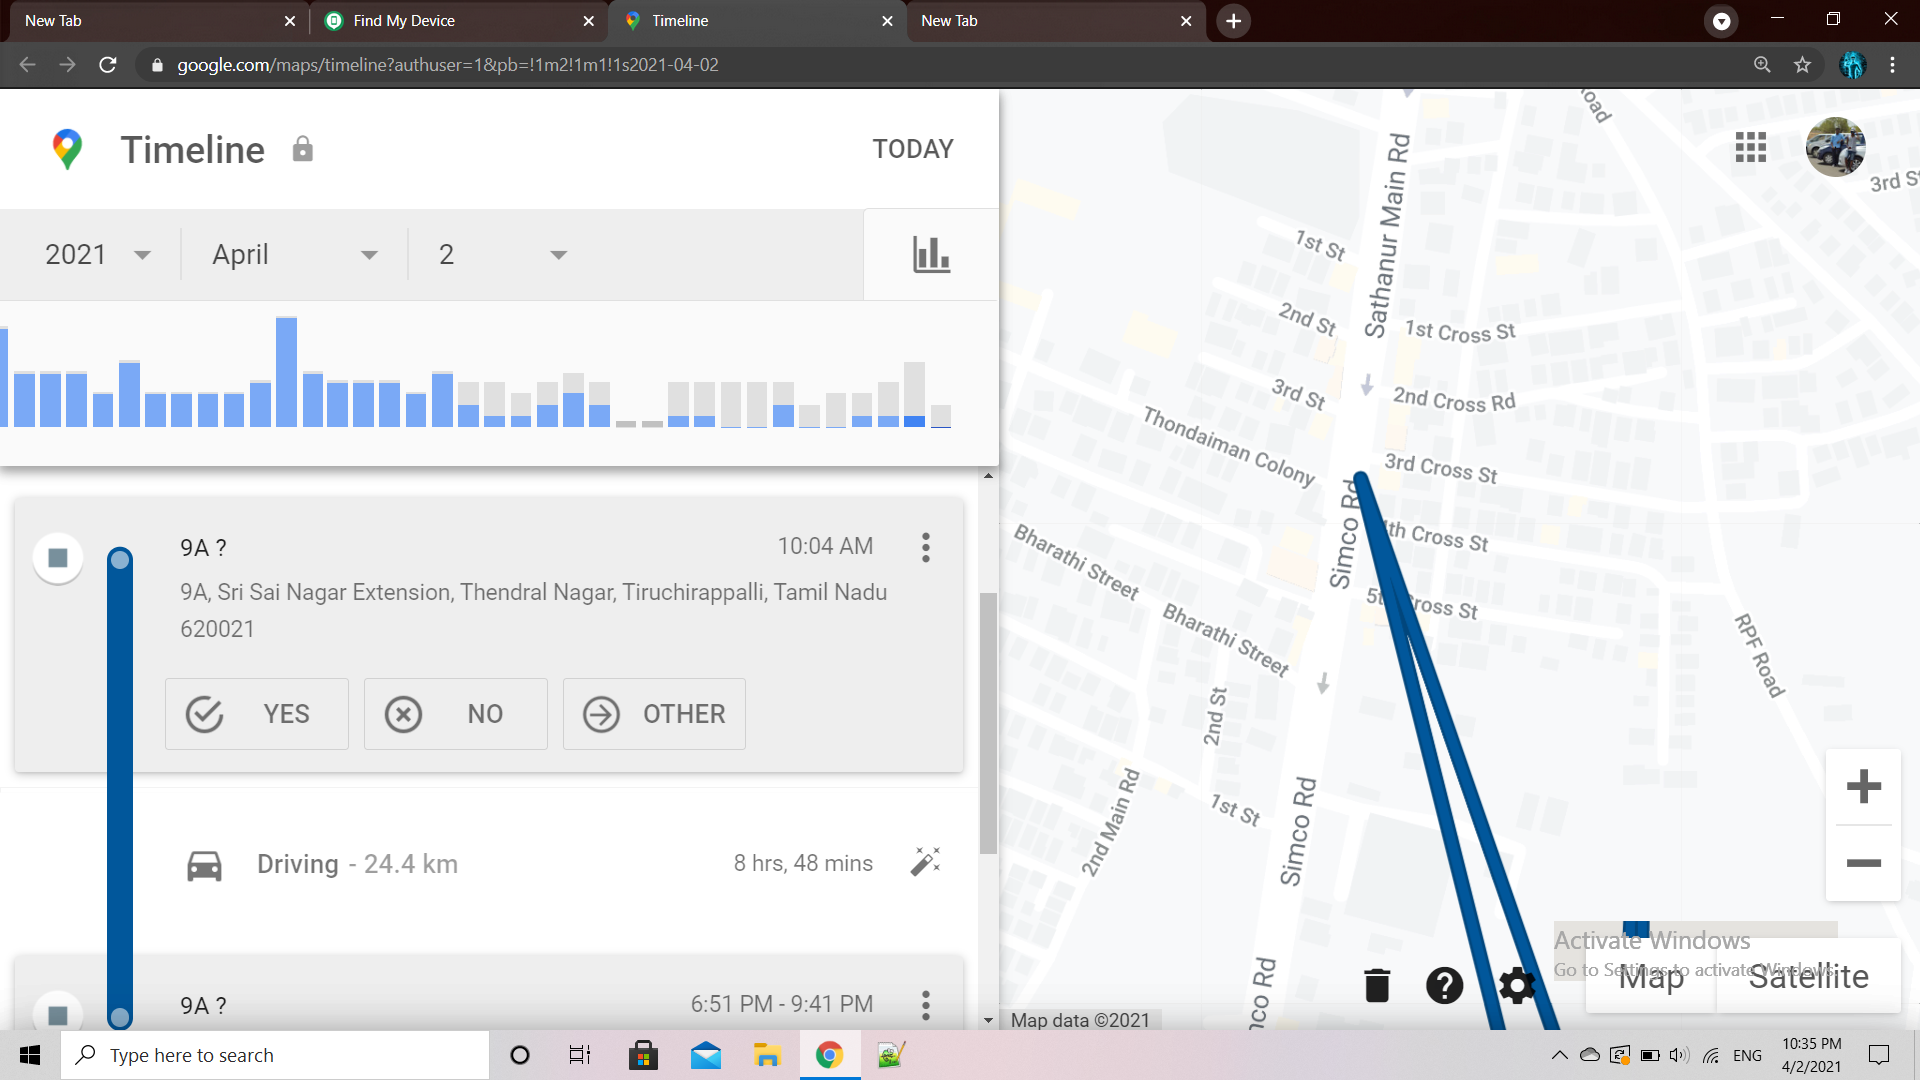 New Tab
Find My Device
Timeline
New Tab
google.com/maps/timeline?authuser=1&pb=!1m2!1m1!1s2021-04-02
Timeline
TODAY
2021
April
2
9A ?
10:04 AM
9A, Sri Sai Nagar Extension, Thendral Nagar, Tiruchirappalli, Tamil Nadu
620021
YES
NO
OTHER
Driving - 24.4 km
8 hrs, 48 mins
9A ?
6:51 PM - 9:41 PM
oad
3rd S
Sathanur Main Rd
1st St
2nd St
1st Cross St
3rd St
2nd Cross Rd
Thondaiman Colony
3rd Cross St
Simco Rd
4th Cross St
Bharathi Street
5t Cross St
Bharathi Street
RPF Road
2nd St
2nd Main Rd
1st St
Simco Rd
mco Rd
Activate Windows
Go to Settings to activate Windows.
Map
Satellite
Map data ©2021
Type here to search
ENG
10:35 PM
4/2/2021